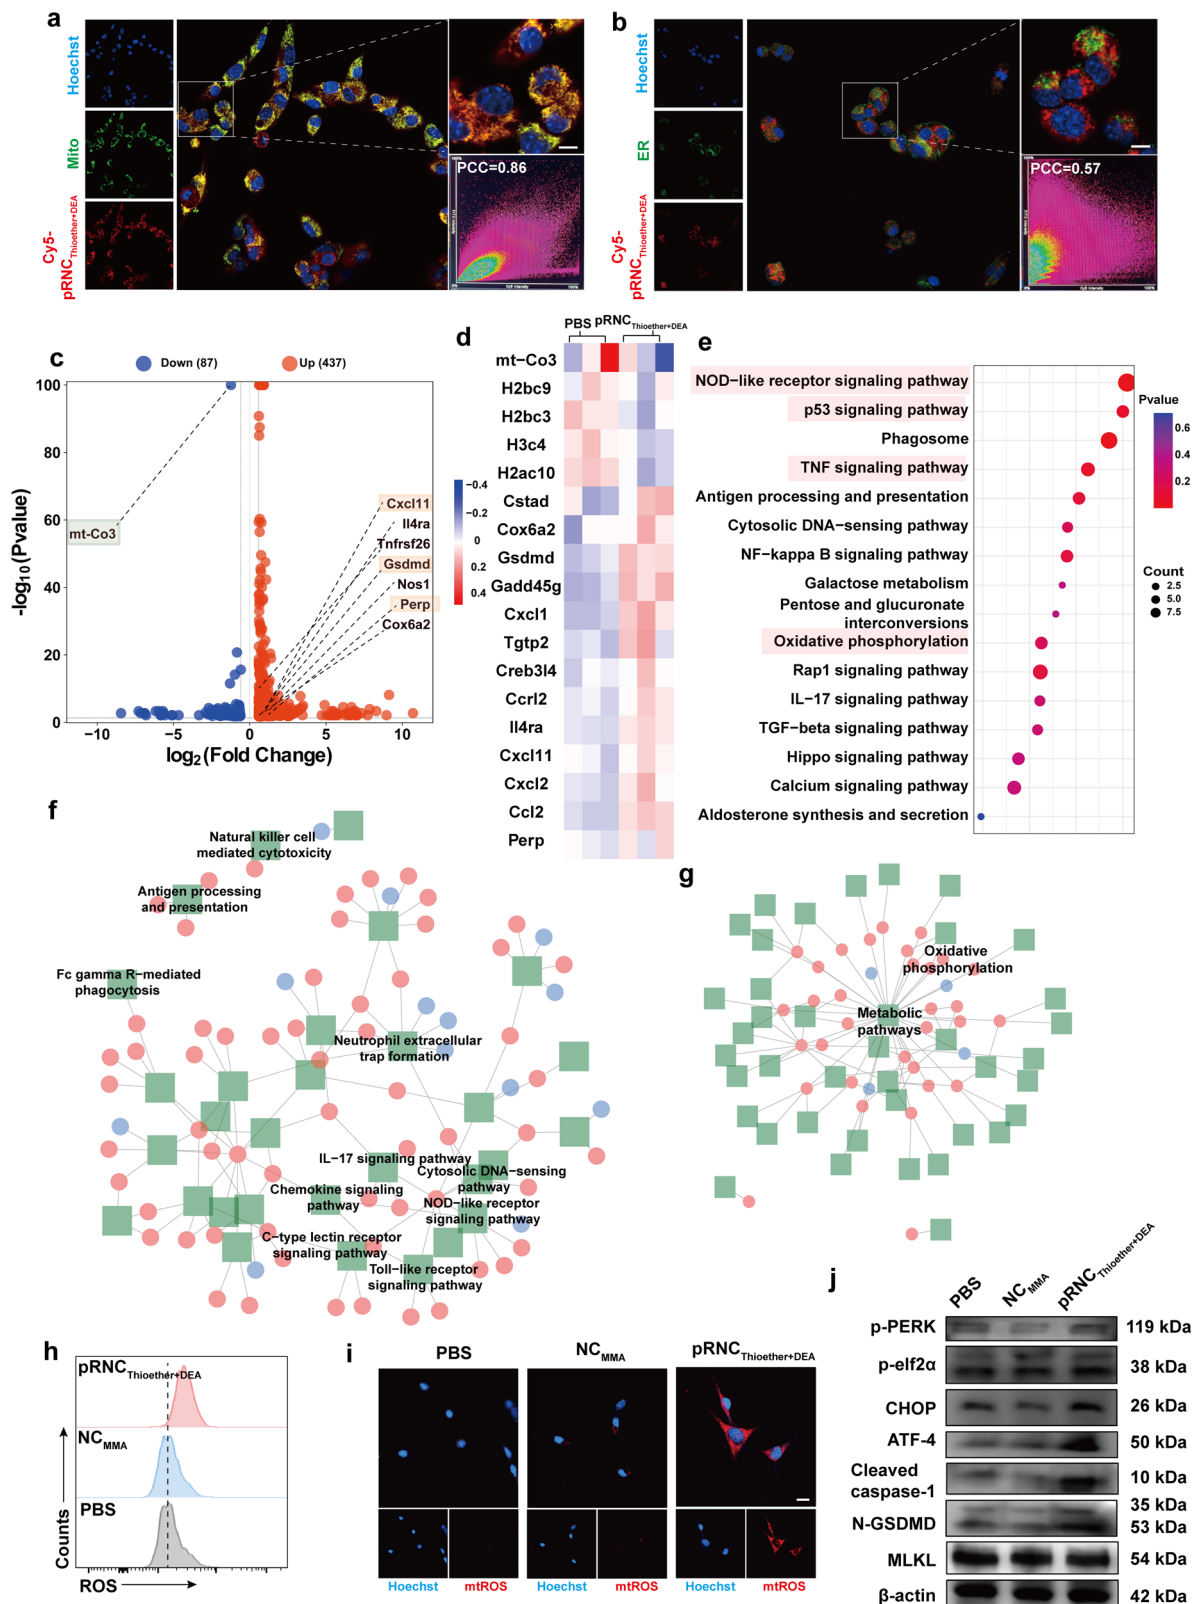 a
Hoechst
Mito
Cy5-
pRNCThioether+DEA
PCC=0.86
100%
0%
Cy5 Intensity
100%
b
Hoechst
ER
Cy5-
pRNCThioether+DEA
PCC=0.57
100%
0%
Cy5 Intensity
100%
c
Down (87)
Up (437)
100
80
60
40
20
0
-log10(Pvalue)
−10
−5
0
5
10
log2(Fold Change)
mt-Co3
Cxcl11
Il4ra
Tnfrsf26
Gsdmd
Nos1
Perp
Cox6a2
−0.4
−0.2
0
0.2
0.4
d
PBS
pRNCThioether+DEA
mt-Co3
H2bc9
H2bc3
H3c4
H2ac10
Cstad
Cox6a2
Gsdmd
Gadd45g
Cxcl1
Tgtp2
Creb3l4
Ccrl2
Il4ra
Cxcl11
Cxcl2
Ccl2
Perp
e
NOD−like receptor signaling pathway
p53 signaling pathway
Phagosome
TNF signaling pathway
Antigen processing and presentation
Cytosolic DNA−sensing pathway
NF−kappa B signaling pathway
Galactose metabolism
Pentose and glucuronate
interconversions
Oxidative phosphorylation
Rap1 signaling pathway
IL−17 signaling pathway
TGF−beta signaling pathway
Hippo signaling pathway
Calcium signaling pathway
Aldosterone synthesis and secretion
Pvalue
0.6
0.4
0.2
Count
2.5
5.0
7.5
f
Natural killer cell
mediated cytotoxicity
Antigen processing
and presentation
Fc gamma R−mediated
phagocytosis
Neutrophil extracellular
trap formation
IL−17 signaling pathway
Cytosolic DNA−sensing
pathway
Chemokine signaling
pathway
NOD−like receptor
signaling pathway
C−type lectin receptor
signaling pathway
Toll−like receptor
signaling pathway
g
Oxidative
phosphorylation
Metabolic
pathways
h
pRNCThioether+DEA
NCMMA
PBS
Counts
ROS
i
PBS
NCMMA
pRNCThioether+DEA
Hoechst
mtROS
Hoechst
mtROS
Hoechst
mtROS
j
PBS
NCMMA
pRNCThioether+DEA
p-PERK
119 kDa
p-elf2α
38 kDa
CHOP
26 kDa
ATF-4
50 kDa
Cleaved
caspase-1
10 kDa
35 kDa
N-GSDMD
53 kDa
MLKL
54 kDa
β-actin
42 kDa